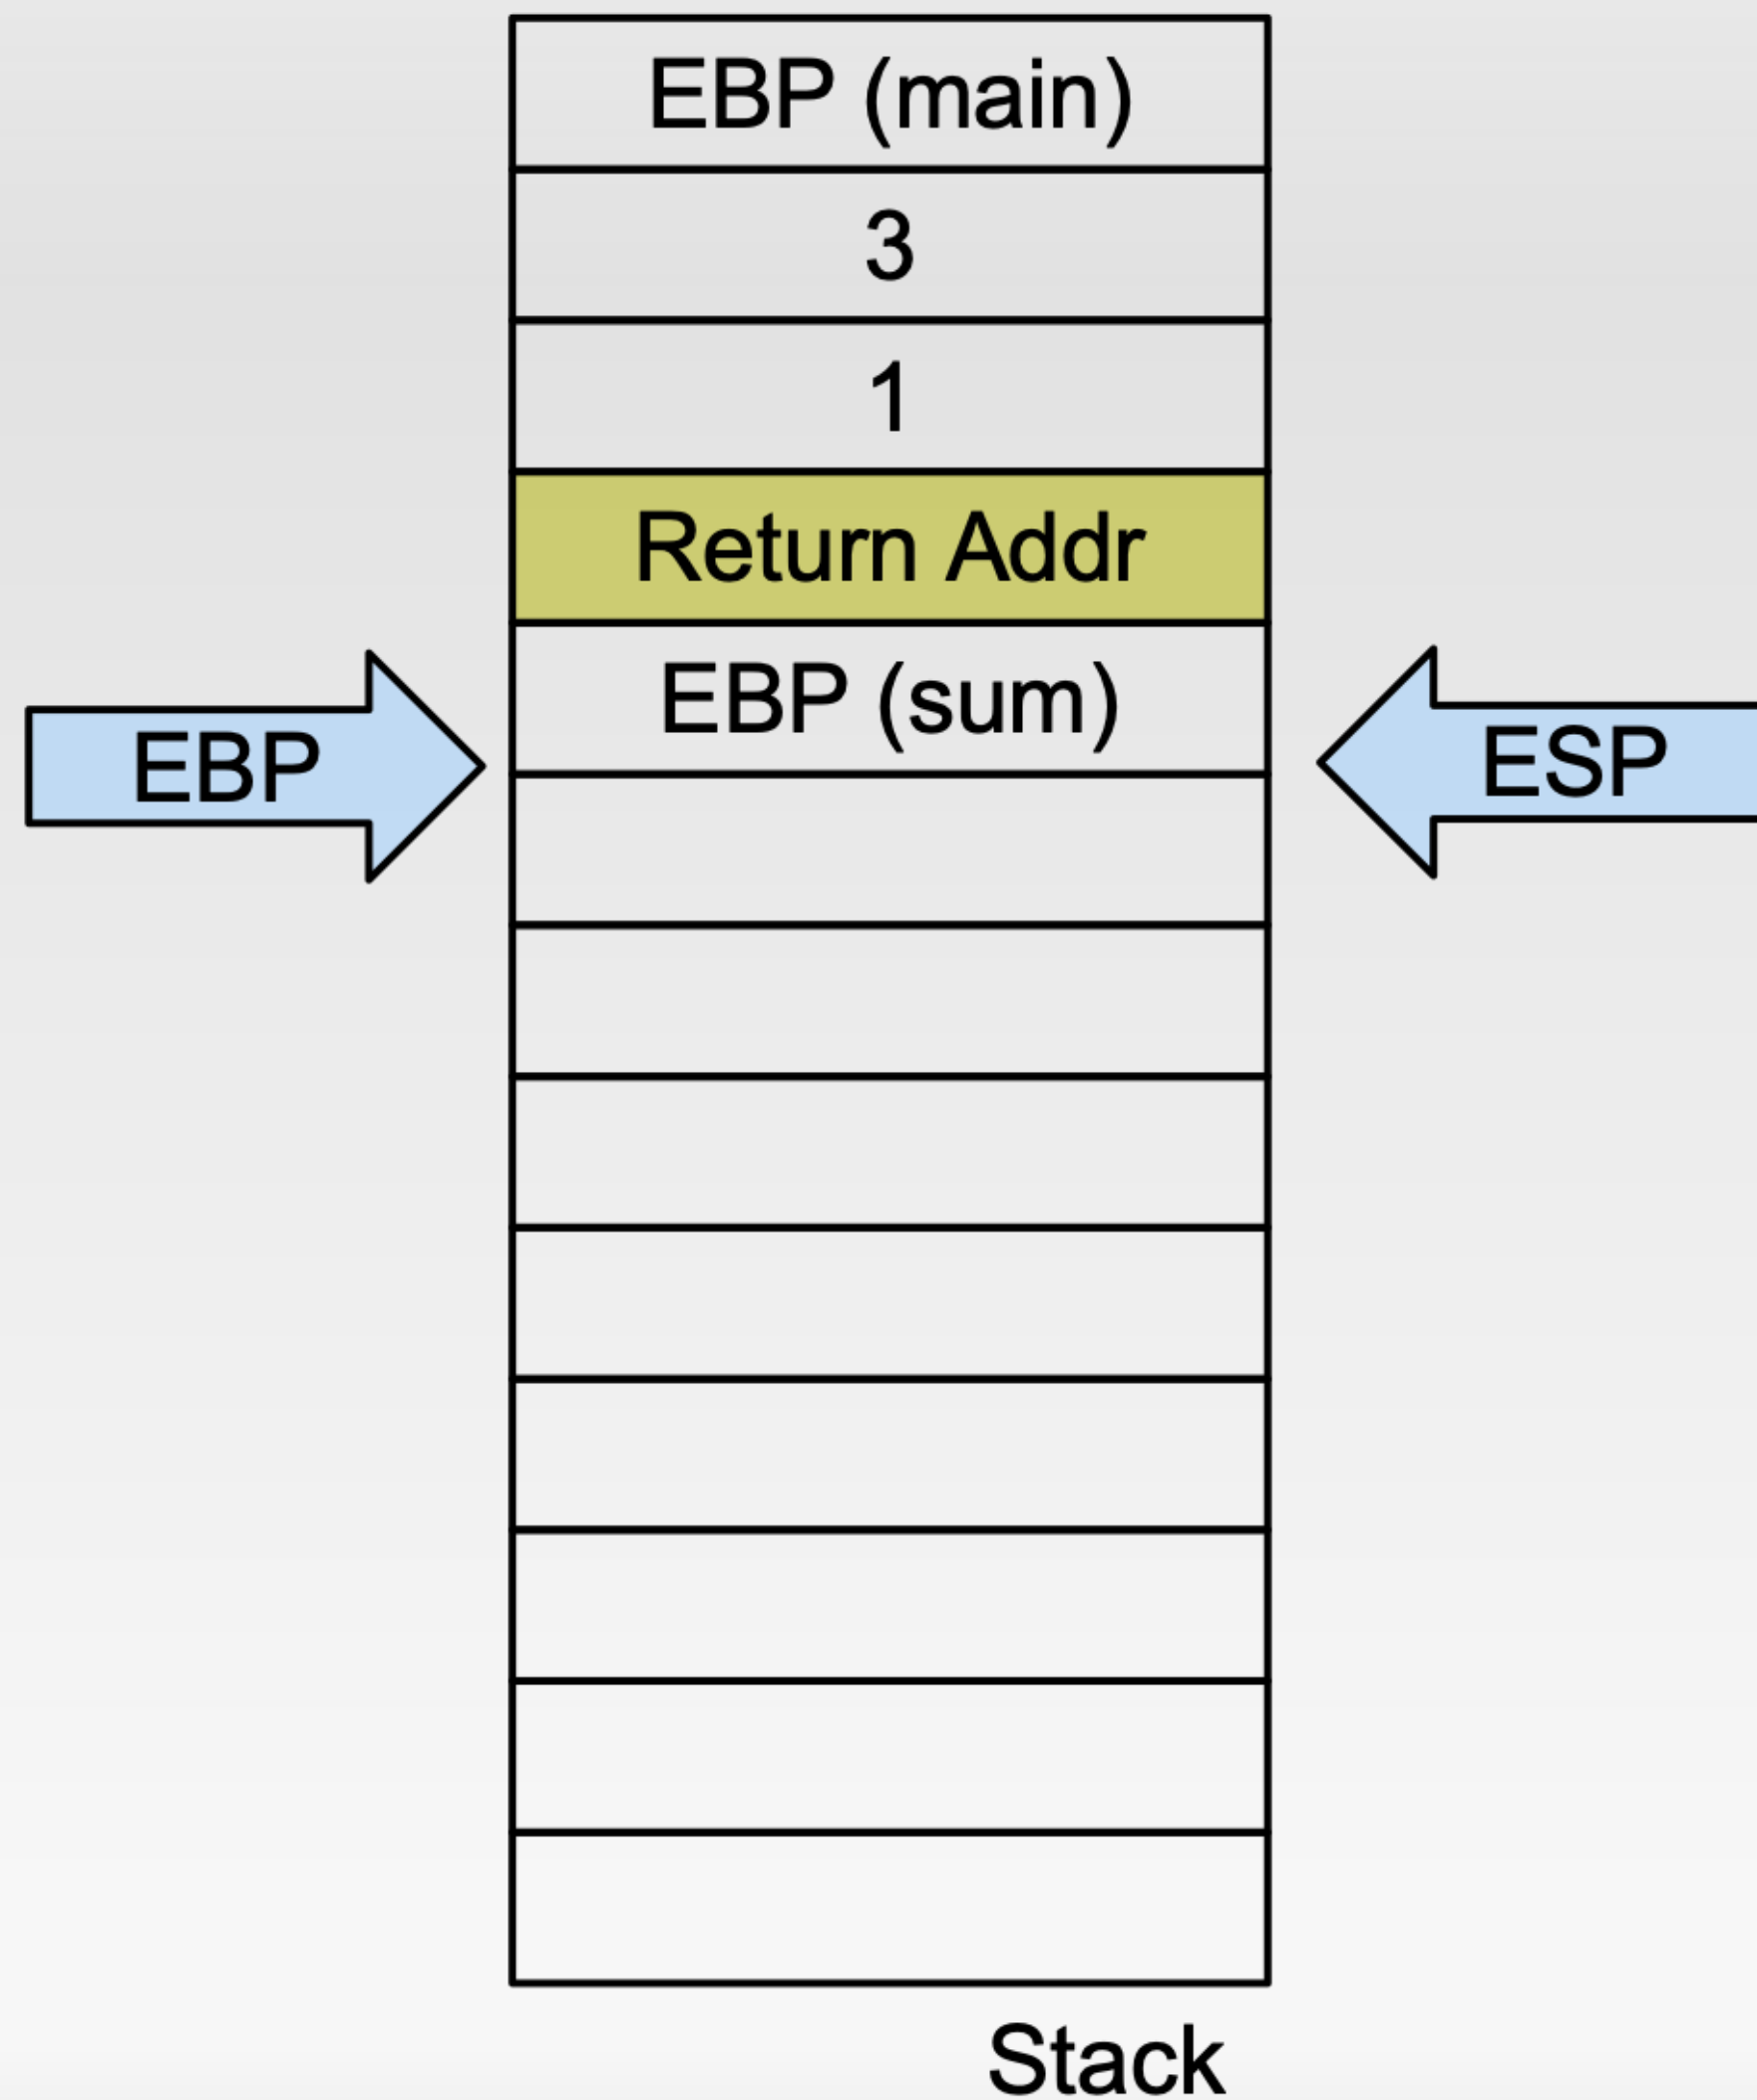 EBP (main)
3
1
Return Addr
EBP (sum)
EBP
ESP
Stack